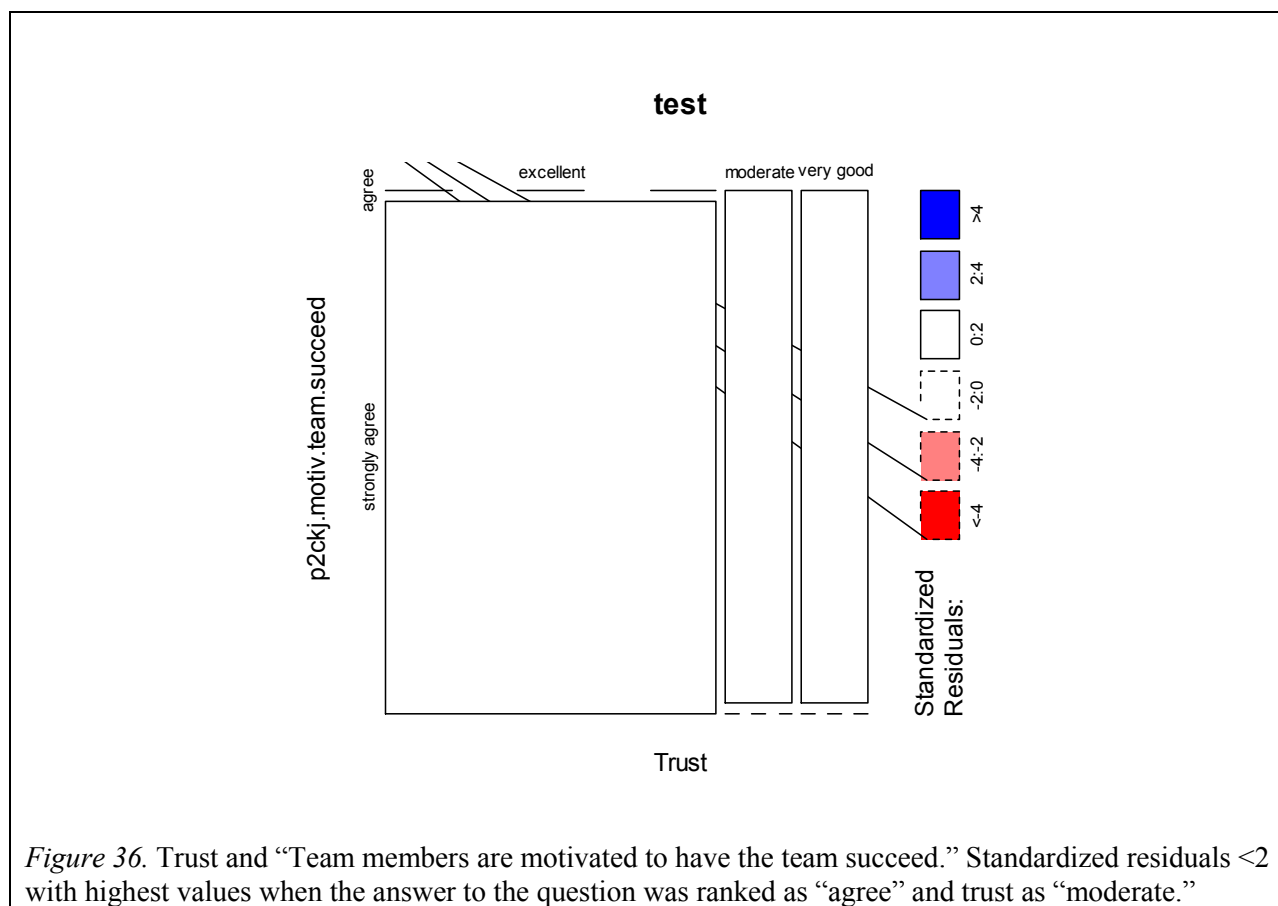 test
agree
excellent
moderate
very good
strongly agree
p2ckj.motiv.team.succeed
>4
2:4
0:2
-2:0
-4:-2
<-4
Standardized
Residuals:
Trust
Figure 36. Trust and “Team members are motivated to have the team succeed.” Standardized residuals <2
with highest values when the answer to the question was ranked as “agree” and trust as “moderate.”